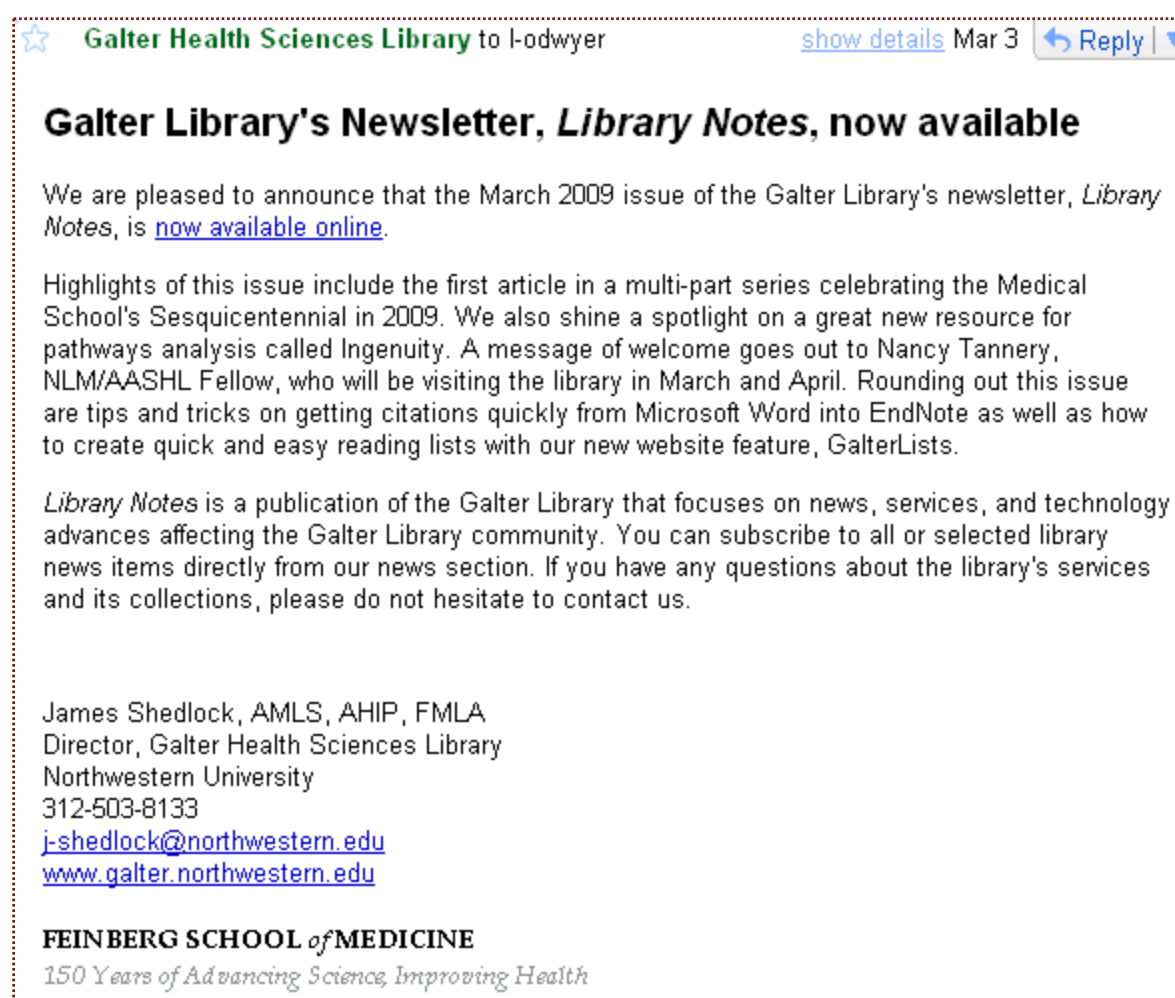 Galter Health Sciences Library to l-odwyer show details Mar 3 Reply
Galter Library's Newsletter, Library Notes, now available
We are pleased to announce that the March 2009 issue of the Galter Library's newsletter, Library
Notes, is now available online.
Highlights of this issue include the first article in a multi-part series celebrating the Medical
School's Sesquicentennial in 2009. We also shine a spotlight on a great new resource for
pathways analysis called Ingenuity. A message of welcome goes out to Nancy Tannery,
NLM/AASHL Fellow, who will be visiting the library in March and April. Rounding out this issue
are tips and tricks on getting citations quickly from Microsoft Word into EndNote as well as how
to create quick and easy reading lists with our new website feature, GalterLists.
Library Notes is a publication of the Galter Library that focuses on news, services, and technology
advances affecting the Galter Library community. You can subscribe to all or selected library
news items directly from our news section. If you have any questions about the library's services
and its collections, please do not hesitate to contact us.
James Shedlock, AMLS, AHIP, FMLA
Director, Galter Health Sciences Library
Northwestern University
312-503-8133
j-shedlock@northwestern.edu
www.galter.northwestern.edu
FEINBERG SCHOOL of MEDICINE
150 Years of Advancing Science, Improving Health